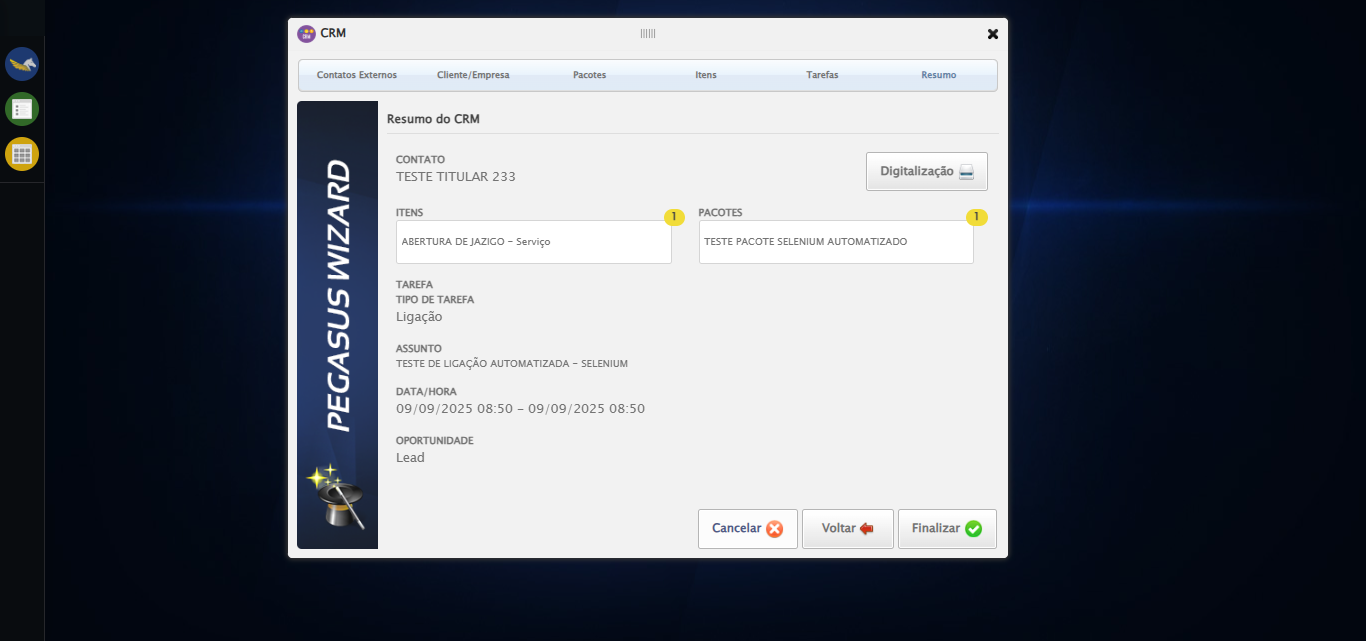 CRM
Contatos Externos Cliente/Empresa Pacotes Itens Tarefas Resumo
PEGASUS WIZARD
Resumo do CRM
CONTATO
TESTE TITULAR 233
Digitalização
ITENS 1
ABERTURA DE JAZIGO - Serviço
PACOTES 1
TESTE PACOTE SELENIUM AUTOMATIZADO
TAREFA
TIPO DE TAREFA
Ligação
ASSUNTO
TESTE DE LIGAÇÃO AUTOMATIZADA - SELENIUM
DATA/HORA
09/09/2025 08:50 - 09/09/2025 08:50
OPORTUNIDADE
Lead
Cancelar Voltar Finalizar